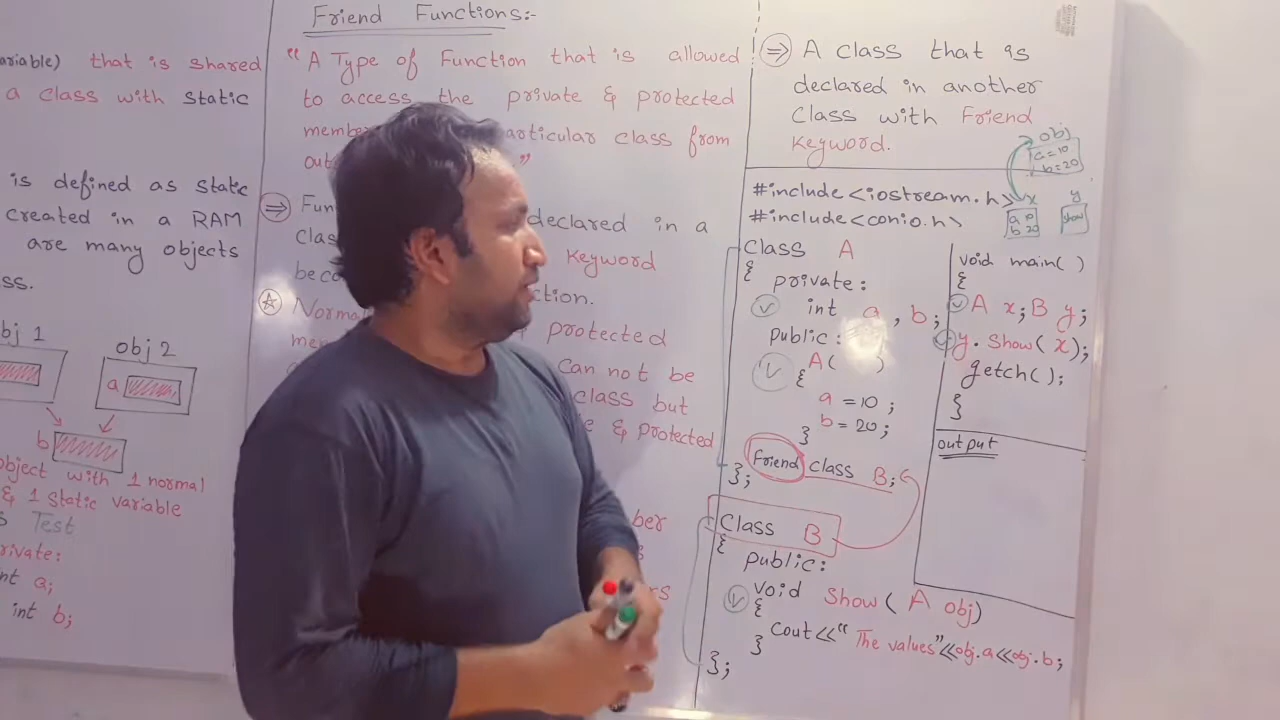 ariable) that is shared
a class with static
is defined as static
created in a RAM
are many objects
ss.
bj 1
obj 2
a
b
object with 1 normal
& 1 static variable
Test
rivate:
nt a;
int b;
Friend Functions:-
"A Type of Function that is allowed
to access the private & protected
member articular class from
out "
⇒ Fun declared in a
Clas Keyword
beco ction.
Norma protected
mem can not be
class but
& protected
ber
⇒ A class that is
declared in another
Class with Friend
Keyword.
obj
a=10
b=20
x
a 10
b 20
y
show
#include<iostream.h>
#include<conio.h>
Class A
{
private:
int a, b;
public:
A( )
{
a =10 ;
b = 20;
}
Friend class B;
};
Class B
{
public:
Void Show( A obj)
{
Cout<<"The values"<<obj.a<<obj.b;
}
};
void main( )
{
A x; B y;
y. Show( x);
getch( );
}
output